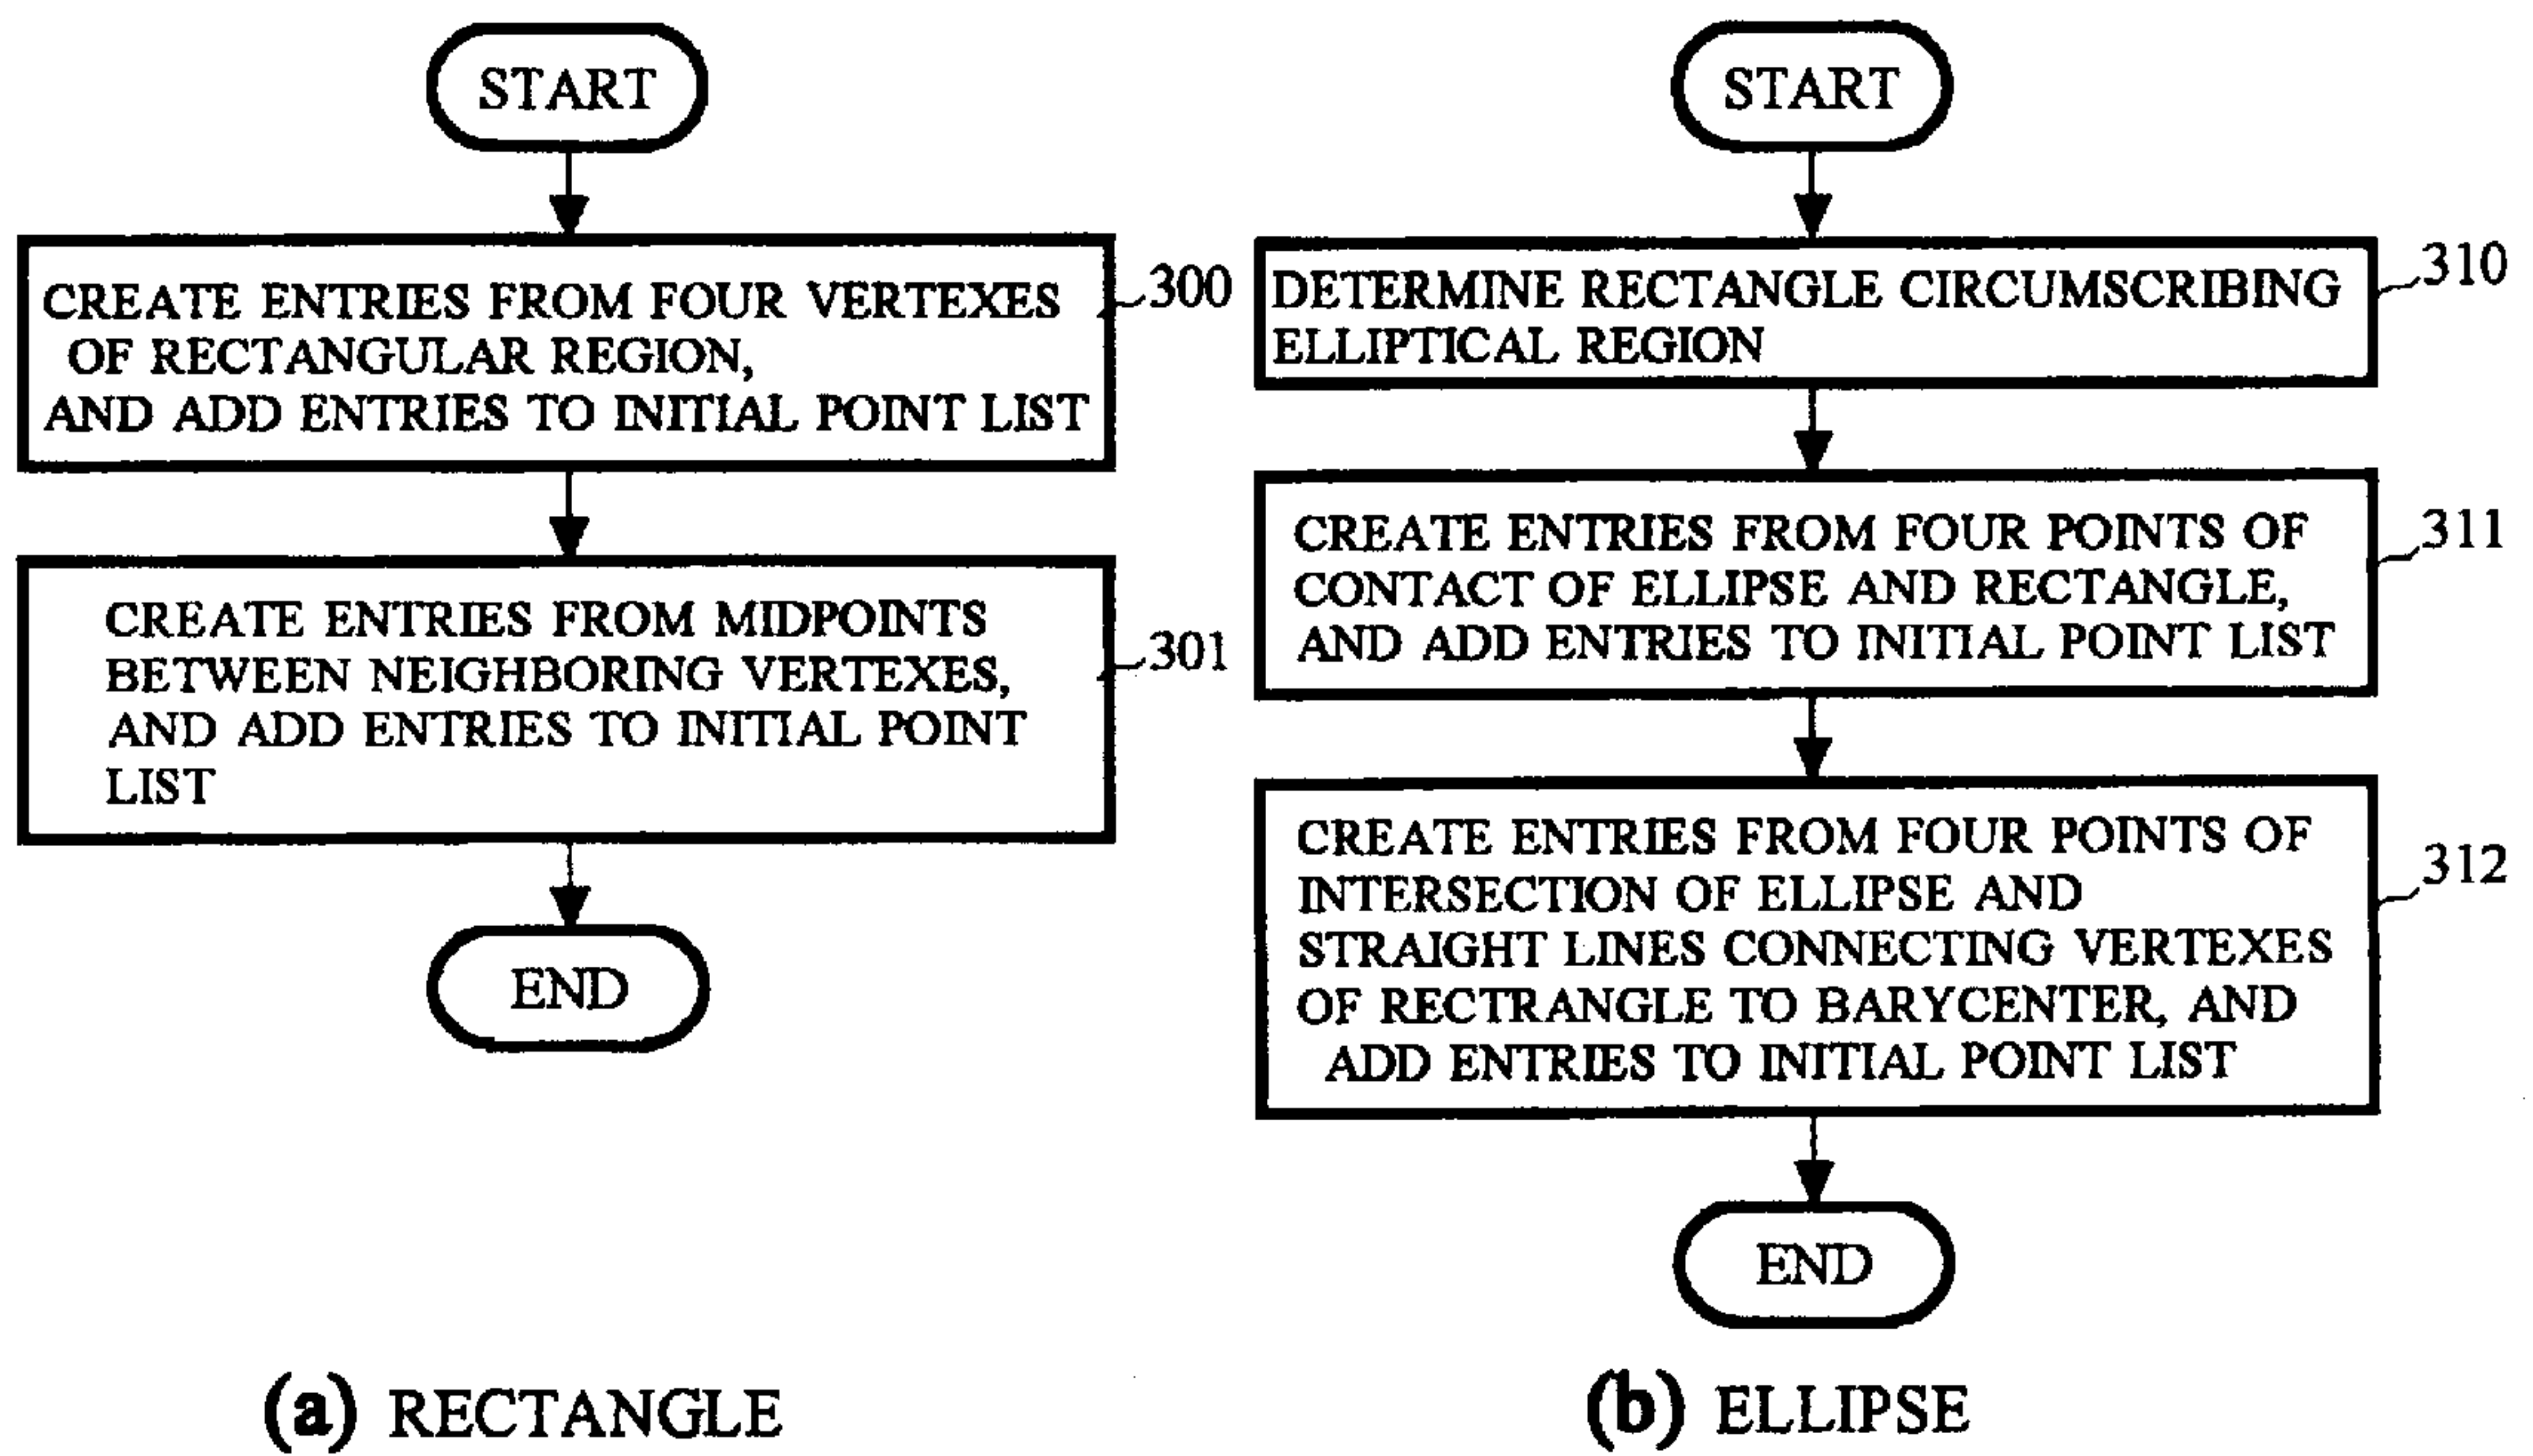 START
CREATE ENTRIES FROM FOUR VERTEXES
OF RECTANGULAR REGION,
AND ADD ENTRIES TO INITIAL POINT LIST
300
CREATE ENTRIES FROM MIDPOINTS
BETWEEN NEIGHBORING VERTEXES,
AND ADD ENTRIES TO INITIAL POINT
LIST
301
END
(a) RECTANGLE
START
DETERMINE RECTANGLE CIRCUMSCRIBING
ELLIPTICAL REGION
310
CREATE ENTRIES FROM FOUR POINTS OF
CONTACT OF ELLIPSE AND RECTANGLE,
AND ADD ENTRIES TO INITIAL POINT LIST
311
CREATE ENTRIES FROM FOUR POINTS OF
INTERSECTION OF ELLIPSE AND
STRAIGHT LINES CONNECTING VERTEXES
OF RECTRANGLE TO BARYCENTER, AND
ADD ENTRIES TO INITIAL POINT LIST
312
END
(b) ELLIPSE